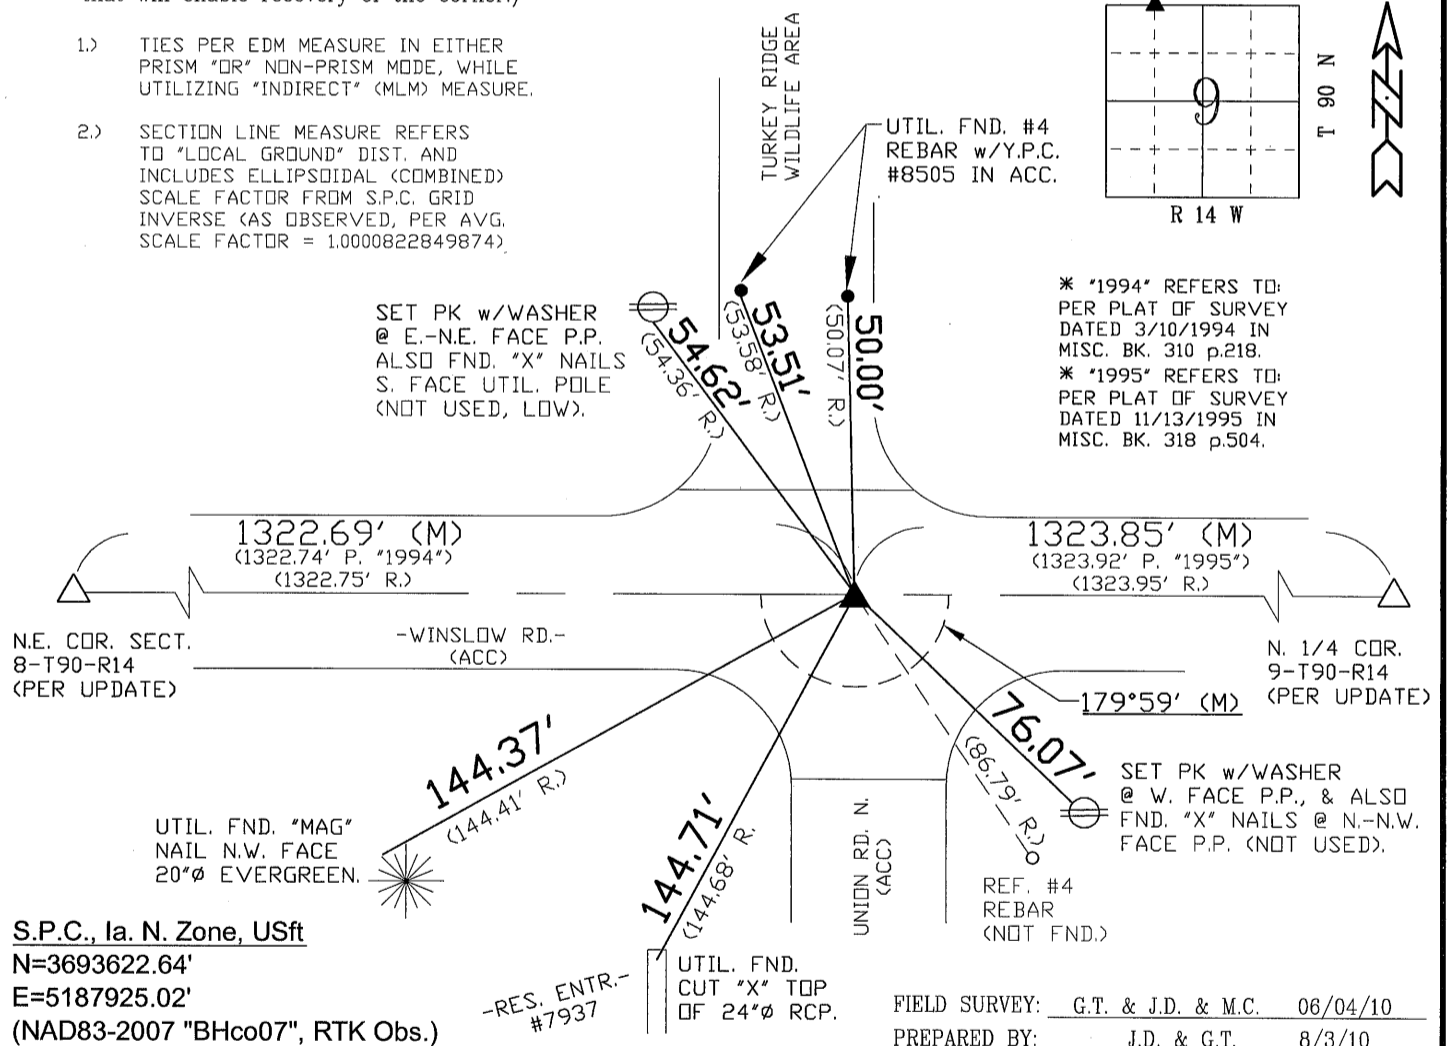 that will enable recovery of the corner.)
1.) TIES PER EDM MEASURE IN EITHER
PRISM "OR" NON-PRISM MODE, WHILE
UTILIZING "INDIRECT" (MLM) MEASURE.
2.) SECTION LINE MEASURE REFERS
TO "LOCAL GROUND" DIST. AND
INCLUDES ELLIPSOIDAL (COMBINED)
SCALE FACTOR FROM S.P.C. GRID
INVERSE (AS OBSERVED, PER AVG.
SCALE FACTOR = 1.0000822849874).
TURKEY RIDGE
WILDLIFE AREA
UTIL. FND. #4
REBAR w/Y.P.C.
#8505 IN ACC.
9
T 90 N
R 14 W
N
SET PK w/WASHER
@ E.-N.E. FACE P.P.
ALSO FND. "X" NAILS
S. FACE UTIL. POLE
(NOT USED, LOW).
54.62'
(54.36' R.)
53.51'
(53.58' R.)
50.00'
(50.07' R.)
* "1994" REFERS TO:
PER PLAT OF SURVEY
DATED 3/10/1994 IN
MISC. BK. 310 p.218.
* "1995" REFERS TO:
PER PLAT OF SURVEY
DATED 11/13/1995 IN
MISC. BK. 318 p.504.
1322.69' (M)
(1322.74' P. "1994")
(1322.75' R.)
1323.85' (M)
(1323.92' P. "1995")
(1323.95' R.)
N.E. COR. SECT.
8-T90-R14
(PER UPDATE)
-WINSLOW RD.-
(ACC)
N. 1/4 COR.
9-T90-R14
(PER UPDATE)
179°59' (M)
144.37'
(144.41' R.)
144.71'
(144.68' R.
76.07'
(86.79' R.)
UTIL. FND. "MAG"
NAIL N.W. FACE
20"Ø EVERGREEN.
UNION RD. N.
(ACC)
SET PK w/WASHER
@ W. FACE P.P., & ALSO
FND. "X" NAILS @ N.-N.W.
FACE P.P. (NOT USED).
REF. #4
REBAR
(NOT FND.)
S.P.C., Ia. N. Zone, USft
N=3693622.64'
E=5187925.02'
(NAD83-2007 "BHco07", RTK Obs.)
-RES. ENTR.-
#7937
UTIL. FND.
CUT "X" TOP
OF 24"Ø RCP.
FIELD SURVEY: G.T. & J.D. & M.C. 06/04/10
PREPARED BY: J.D. & G.T. 8/3/10